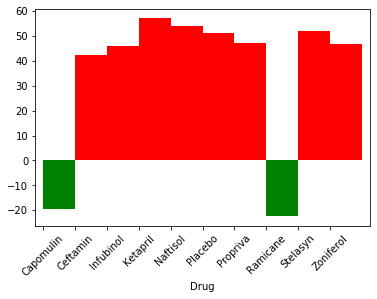 60
50
40
30
20
10
0
−10
−20
Capomulin
Ceftamin
Infubinol
Ketapril
Naftisol
Placebo
Propriva
Ramicane
Stelasyn
Zoniferol
Drug